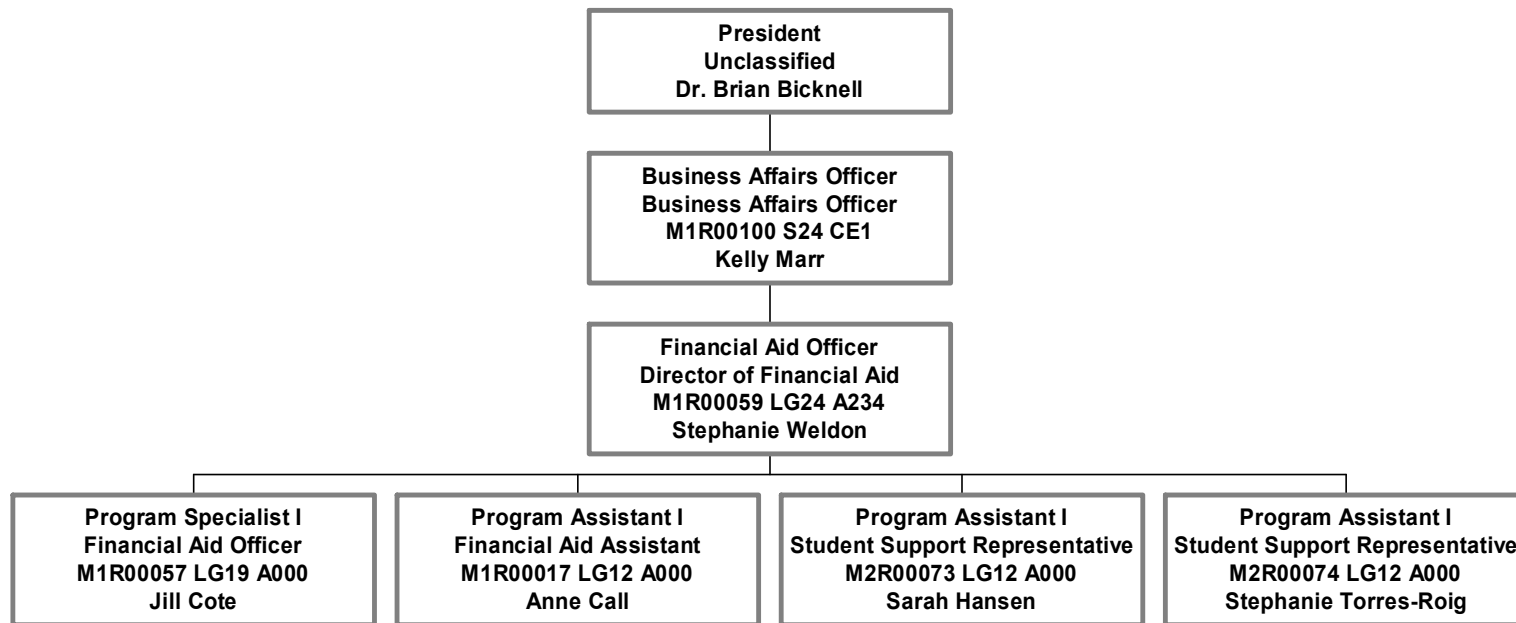 President
Unclassified
Dr. Brian Bicknell
Business Affairs Officer
Business Affairs Officer
M1R00100 S24 CE1
Kelly Marr
Financial Aid Officer
Director of Financial Aid
M1R00059 LG24 A234
Stephanie Weldon
Program Specialist I
Financial Aid Officer
M1R00057 LG19 A000
Jill Cote
Program Assistant I
Financial Aid Assistant
M1R00017 LG12 A000
Anne Call
Program Assistant I
Student Support Representative
M2R00073 LG12 A000
Sarah Hansen
Program Assistant I
Student Support Representative
M2R00074 LG12 A000
Stephanie Torres-Roig